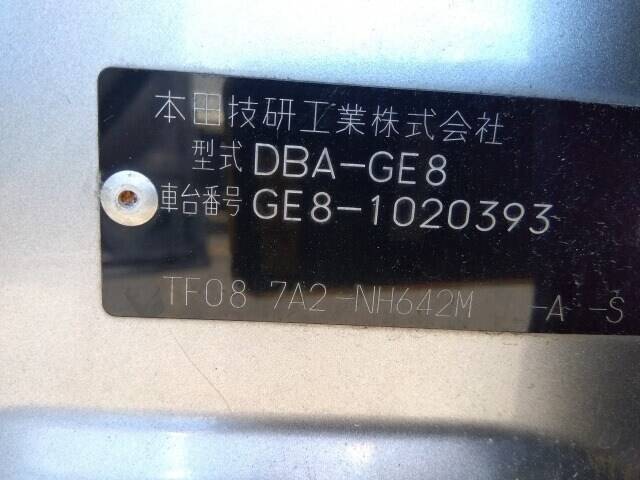 本田技研工業株式会社
型式 DBA-GE8
車台番号 GE8-1020393
TF08 7A2-NH642M -A -S